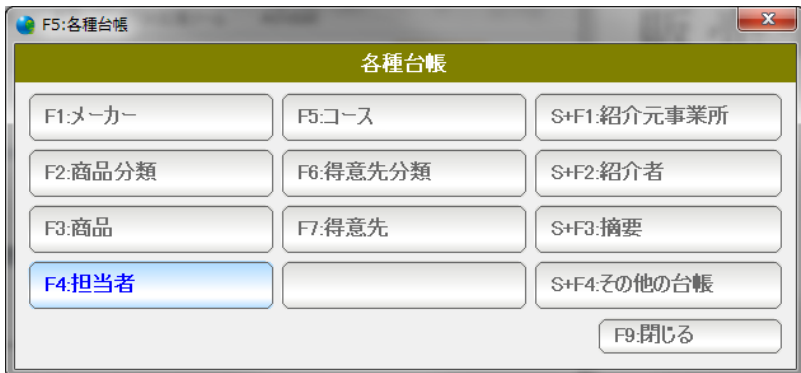 F5:各種台帳
各種台帳
F1:メーカー
F5:コース
S+F1:紹介元事業所
F2:商品分類
F6:得意先分類
S+F2:紹介者
F3:商品
F7:得意先
S+F3:摘要
F4:担当者
S+F4:その他の台帳
F9:閉じる